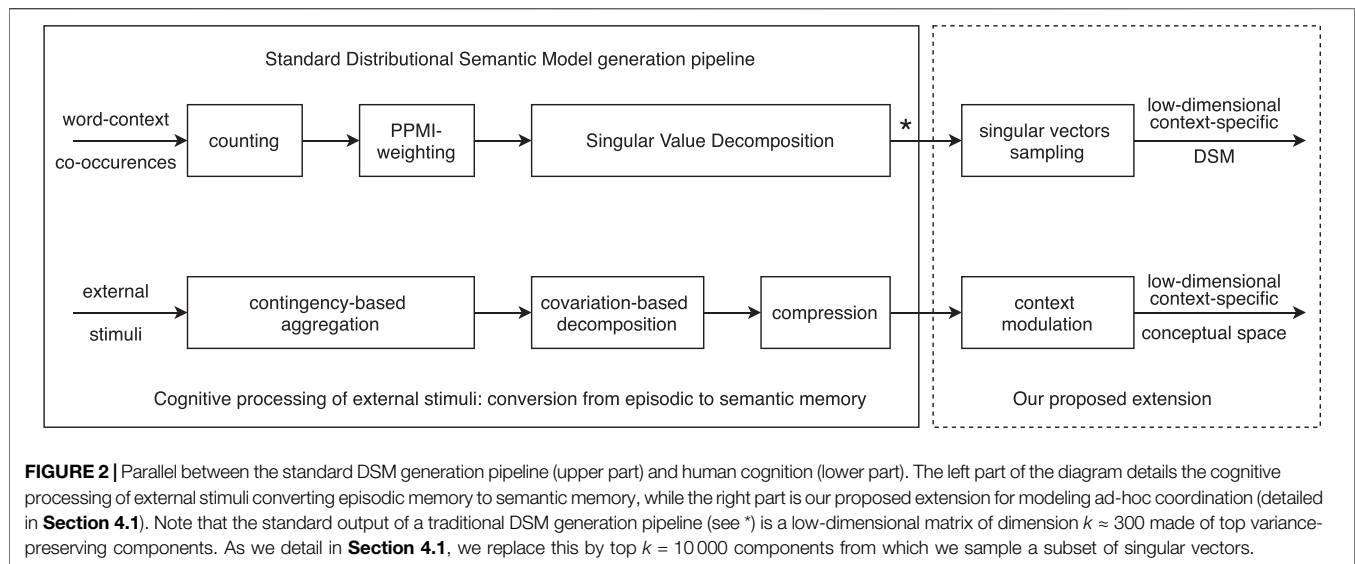 Standard Distributional Semantic Model generation pipeline
word-context
co-occurences
counting
PPMI-
weighting
Singular Value Decomposition
*
singular vectors
sampling
low-dimensional
context-specific
DSM
external
stimuli
contingency-based
aggregation
covariation-based
decomposition
compression
context
modulation
low-dimensional
context-specific
conceptual space
Cognitive processing of external stimuli: conversion from episodic to semantic memory
Our proposed extension
FIGURE 2 | Parallel between the standard DSM generation pipeline (upper part) and human cognition (lower part). The left part of the diagram details the cognitive
processing of external stimuli converting episodic memory to semantic memory, while the right part is our proposed extension for modeling ad-hoc coordination (detailed
in Section 4.1). Note that the standard output of a traditional DSM generation pipeline (see *) is a low-dimensional matrix of dimension k ≈ 300 made of top variance-
preserving components. As we detail in Section 4.1, we replace this by top k = 10 000 components from which we sample a subset of singular vectors.